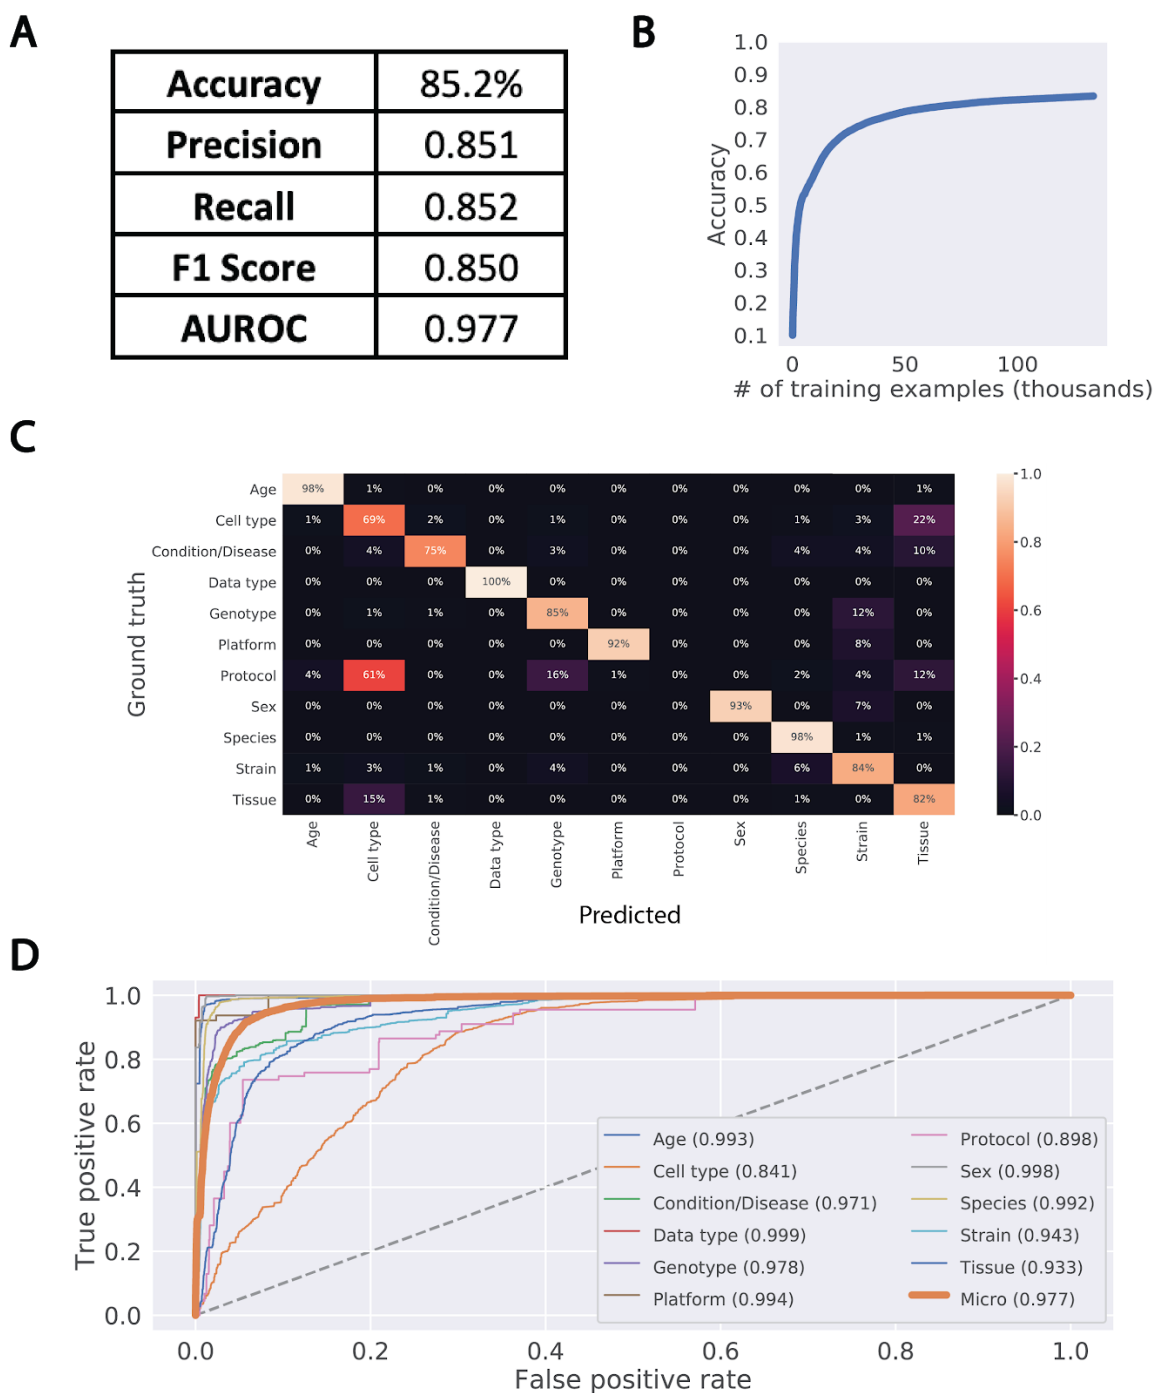 A
Accuracy 85.2%
Precision 0.851
Recall 0.852
F1 Score 0.850
AUROC 0.977
B
1.0
0.9
0.8
0.7
0.6
0.5
0.4
0.3
0.2
0.1
Accuracy
0 50 100
# of training examples (thousands)
C
Ground truth
Age 98% 1% 0% 0% 0% 0% 0% 0% 0% 0% 1%
Cell type 1% 69% 2% 0% 1% 0% 0% 0% 1% 3% 22%
Condition/Disease 0% 4% 75% 0% 3% 0% 0% 0% 4% 4% 10%
Data type 0% 0% 0% 100% 0% 0% 0% 0% 0% 0% 0%
Genotype 0% 1% 1% 0% 85% 0% 0% 0% 0% 12% 0%
Platform 0% 0% 0% 0% 0% 92% 0% 0% 0% 8% 0%
Protocol 4% 61% 0% 0% 16% 1% 0% 0% 2% 4% 12%
Sex 0% 0% 0% 0% 0% 0% 0% 93% 0% 7% 0%
Species 0% 0% 0% 0% 0% 0% 0% 0% 98% 1% 1%
Strain 1% 3% 1% 0% 4% 0% 0% 0% 6% 84% 0%
Tissue 0% 15% 1% 0% 0% 0% 0% 0% 1% 0% 82%
Age
Cell type
Condition/Disease
Data type
Genotype
Platform
Protocol
Sex
Species
Strain
Tissue
Predicted
1.0
0.8
0.6
0.4
0.2
0.0
D
True positive rate
1.0
0.8
0.6
0.4
0.2
0.0
Age (0.993)
Cell type (0.841)
Condition/Disease (0.971)
Data type (0.999)
Genotype (0.978)
Platform (0.994)
Protocol (0.898)
Sex (0.998)
Species (0.992)
Strain (0.943)
Tissue (0.933)
Micro (0.977)
0.0 0.2 0.4 0.6 0.8 1.0
False positive rate